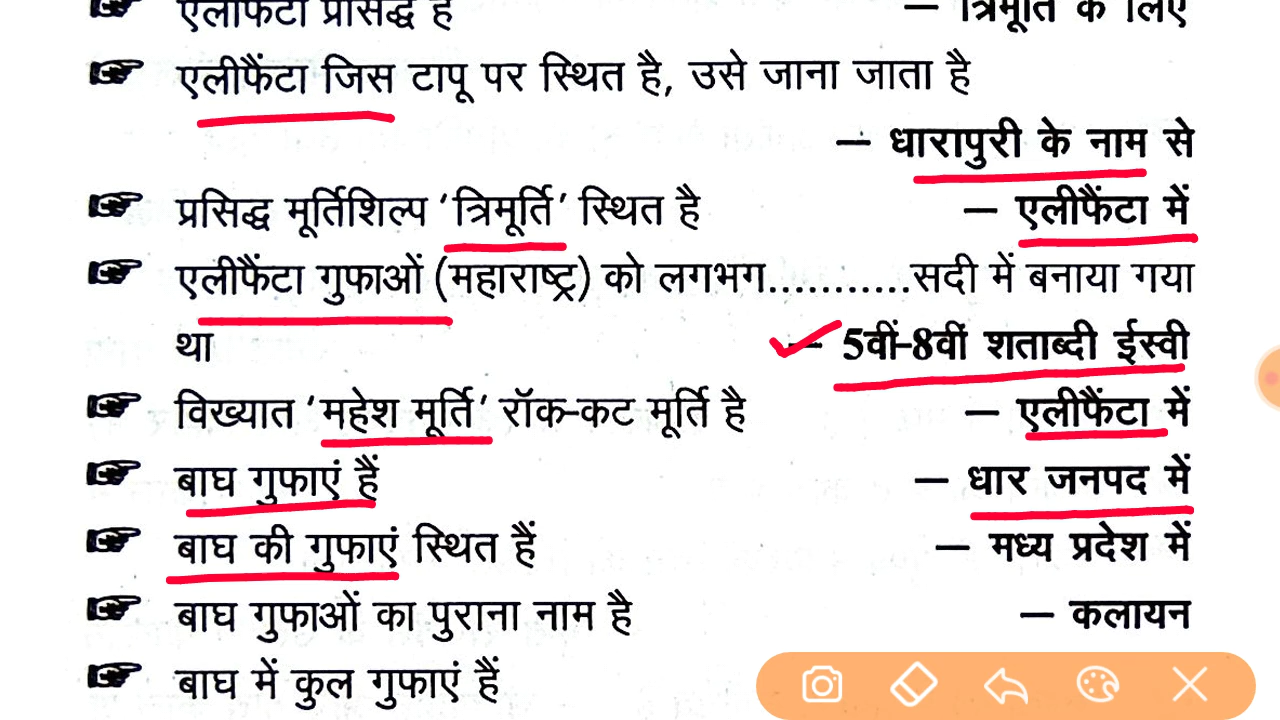 एलीफैंटा प्रसिद्ध है — त्रिमूर्ति के लिए
एलीफैंटा जिस टापू पर स्थित है, उसे जाना जाता है
— धारापुरी के नाम से
प्रसिद्ध मूर्तिशिल्प 'त्रिमूर्ति' स्थित है — एलीफैंटा में
एलीफैंटा गुफाओं (महाराष्ट्र) को लगभग...........सदी में बनाया गया
था — 5वीं-8वीं शताब्दी ईस्वी
विख्यात 'महेश मूर्ति' रॉक-कट मूर्ति है — एलीफैंटा में
बाघ गुफाएं हैं — धार जनपद में
बाघ की गुफाएं स्थित हैं — मध्य प्रदेश में
बाघ गुफाओं का पुराना नाम है — कलायन
बाघ में कुल गुफाएं हैं